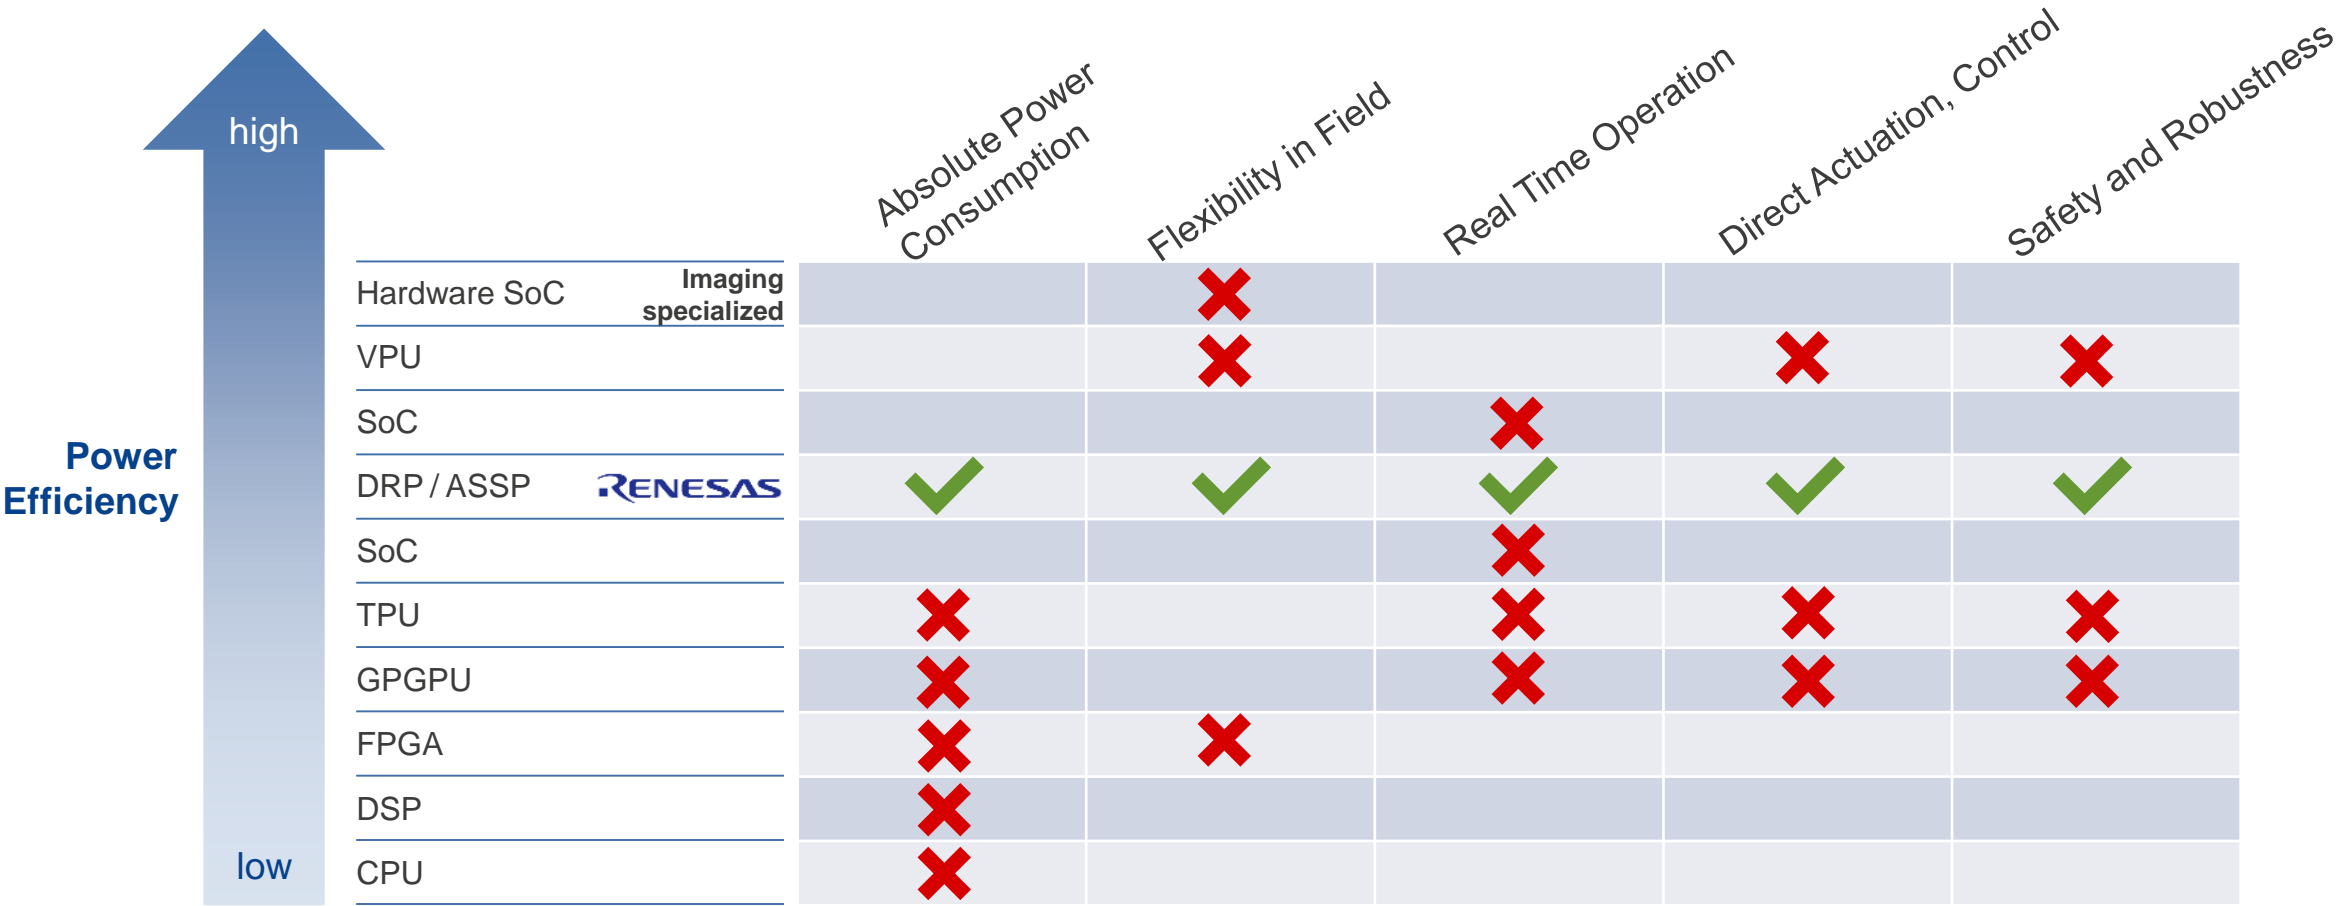 high
Absolute Power
Consumption
Flexibility in Field
Real Time Operation
Direct Actuation, Control
Safety and Robustness
Power
Efficiency
Hardware SoC
Imaging
specialized
VPU
SoC
DRP / ASSP RENESAS
SoC
TPU
GPGPU
FPGA
DSP
low
CPU